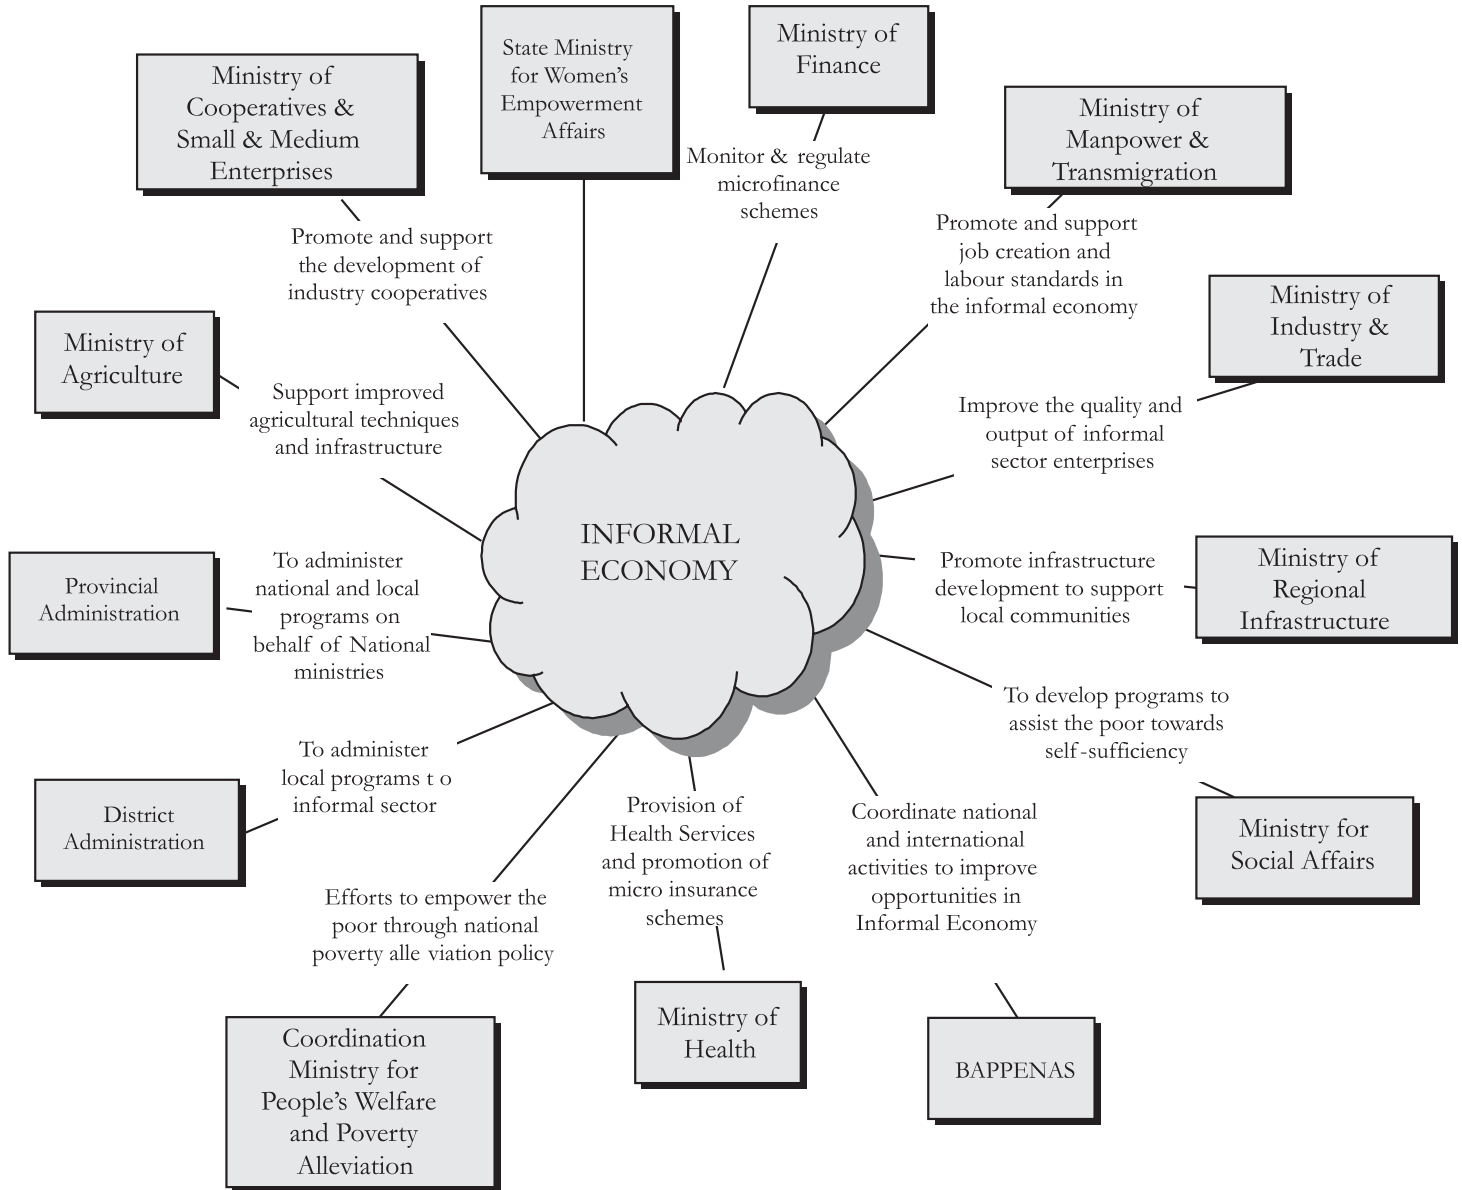 Ministry of
Cooperatives &
Small & Medium
Enterprises
State Ministry
for Women's
Empowerment
Affairs
Ministry of
Finance
Ministry of
Manpower &
Transmigration
Monitor & regulate
microfinance
schemes
Promote and support
the development of
industry cooperatives
Promote and support
job creation and
labour standards in
the informal economy
Ministry of
Industry &
Trade
Ministry of
Agriculture
Support improved
agricultural techniques
and infrastructure
Improve the quality and
output of informal
sector enterprises
INFORMAL
ECONOMY
Provincial
Administration
To administer
national and local
programs on
behalf of National
ministries
Promote infrastructure
development to support
local communities
Ministry of
Regional
Infrastructure
To develop programs to
assist the poor towards
self-sufficiency
Ministry for
Social Affairs
District
Administration
To administer
local programs t o
informal sector
Efforts to empower the
poor through national
poverty alle viation policy
Provision of
Health Services
and promotion of
micro insurance
schemes
Coordinate national
and international
activities to improve
opportunities in
Informal Economy
Coordination
Ministry for
People's Welfare
and Poverty
Alleviation
Ministry of
Health
BAPPENAS